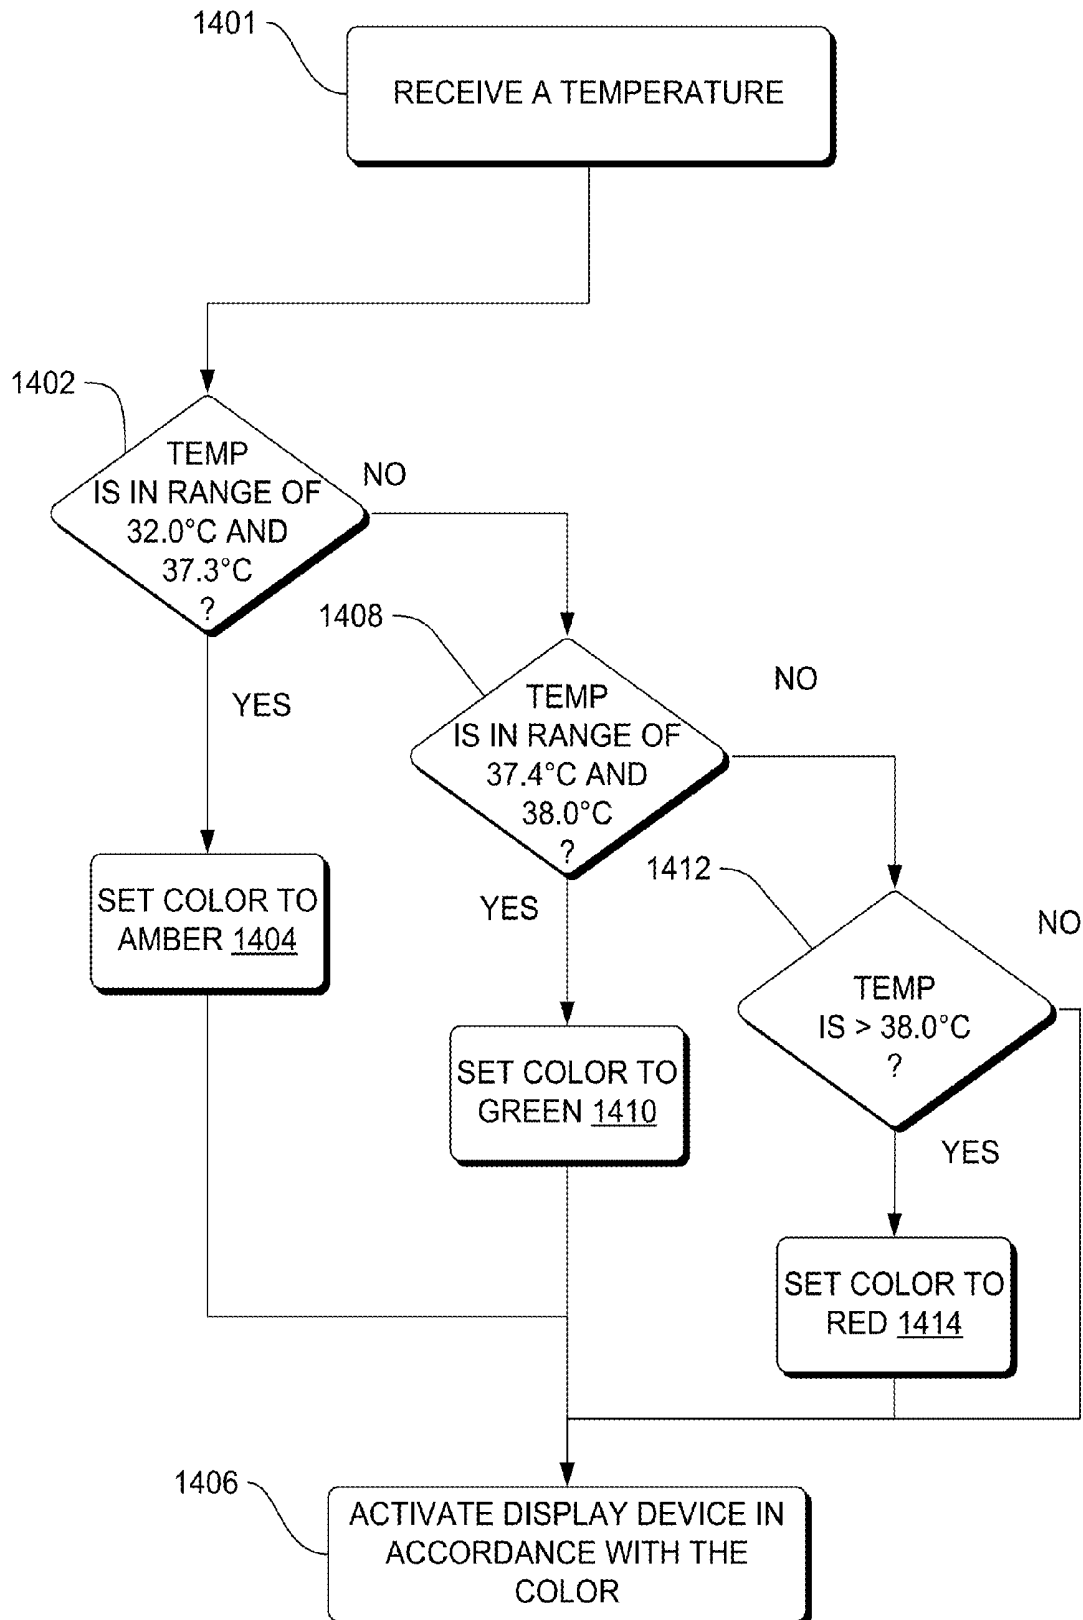 1401
RECEIVE A TEMPERATURE
1402
TEMP
IS IN RANGE OF
32.0°C AND
37.3°C
?
NO
YES
1408
TEMP
IS IN RANGE OF
37.4°C AND
38.0°C
?
NO
YES
SET COLOR TO
AMBER 1404
1412
TEMP
IS > 38.0°C
?
NO
YES
SET COLOR TO
GREEN 1410
SET COLOR TO
RED 1414
1406
ACTIVATE DISPLAY DEVICE IN
ACCORDANCE WITH THE
COLOR